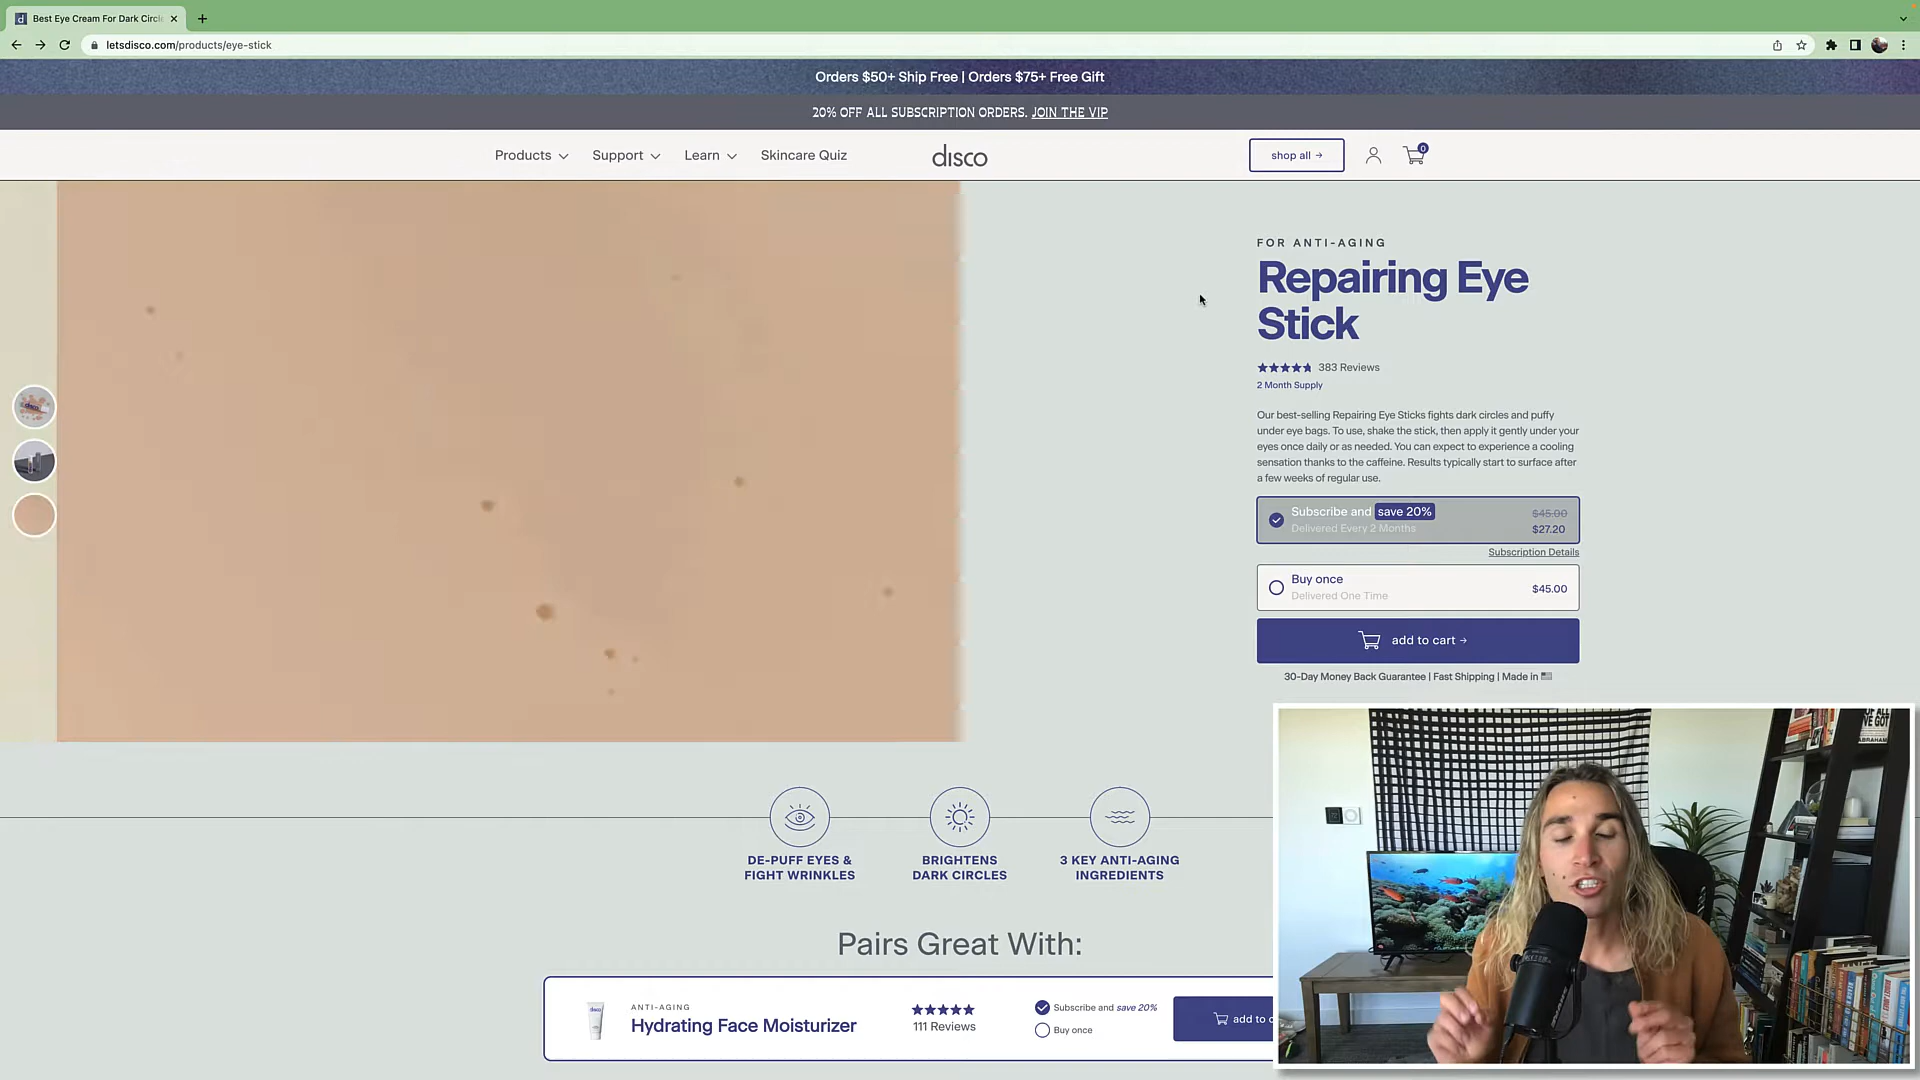 Best Eye Cream For Dark Circl
letsdisco.com/products/eye-stick
Orders $50+ Ship Free | Orders $75+ Free Gift
20% OFF ALL SUBSCRIPTION ORDERS. JOIN THE VIP
Products
Support
Learn
Skincare Quiz
disco
shop all →
0
FOR ANTI-AGING
Repairing Eye
Stick
383 Reviews
2 Month Supply
Our best-selling Repairing Eye Sticks fights dark circles and puffy
under eye bags. To use, shake the stick, then apply it gently under your
eyes once daily or as needed. You can expect to experience a cooling
sensation thanks to the caffeine. Results typically start to surface after
a few weeks of regular use.
Subscribe and save 20%
$45.00
Delivered Every 2 Months
$27.20
Subscription Details
Buy once
Delivered One Time
$45.00
add to cart →
30-Day Money Back Guarantee | Fast Shipping | Made in
DE-PUFF EYES &
FIGHT WRINKLES
BRIGHTENS
DARK CIRCLES
3 KEY ANTI-AGING
INGREDIENTS
Pairs Great With:
ANTI-AGING
Hydrating Face Moisturizer
111 Reviews
Subscribe and save 20%
Buy once
add to c